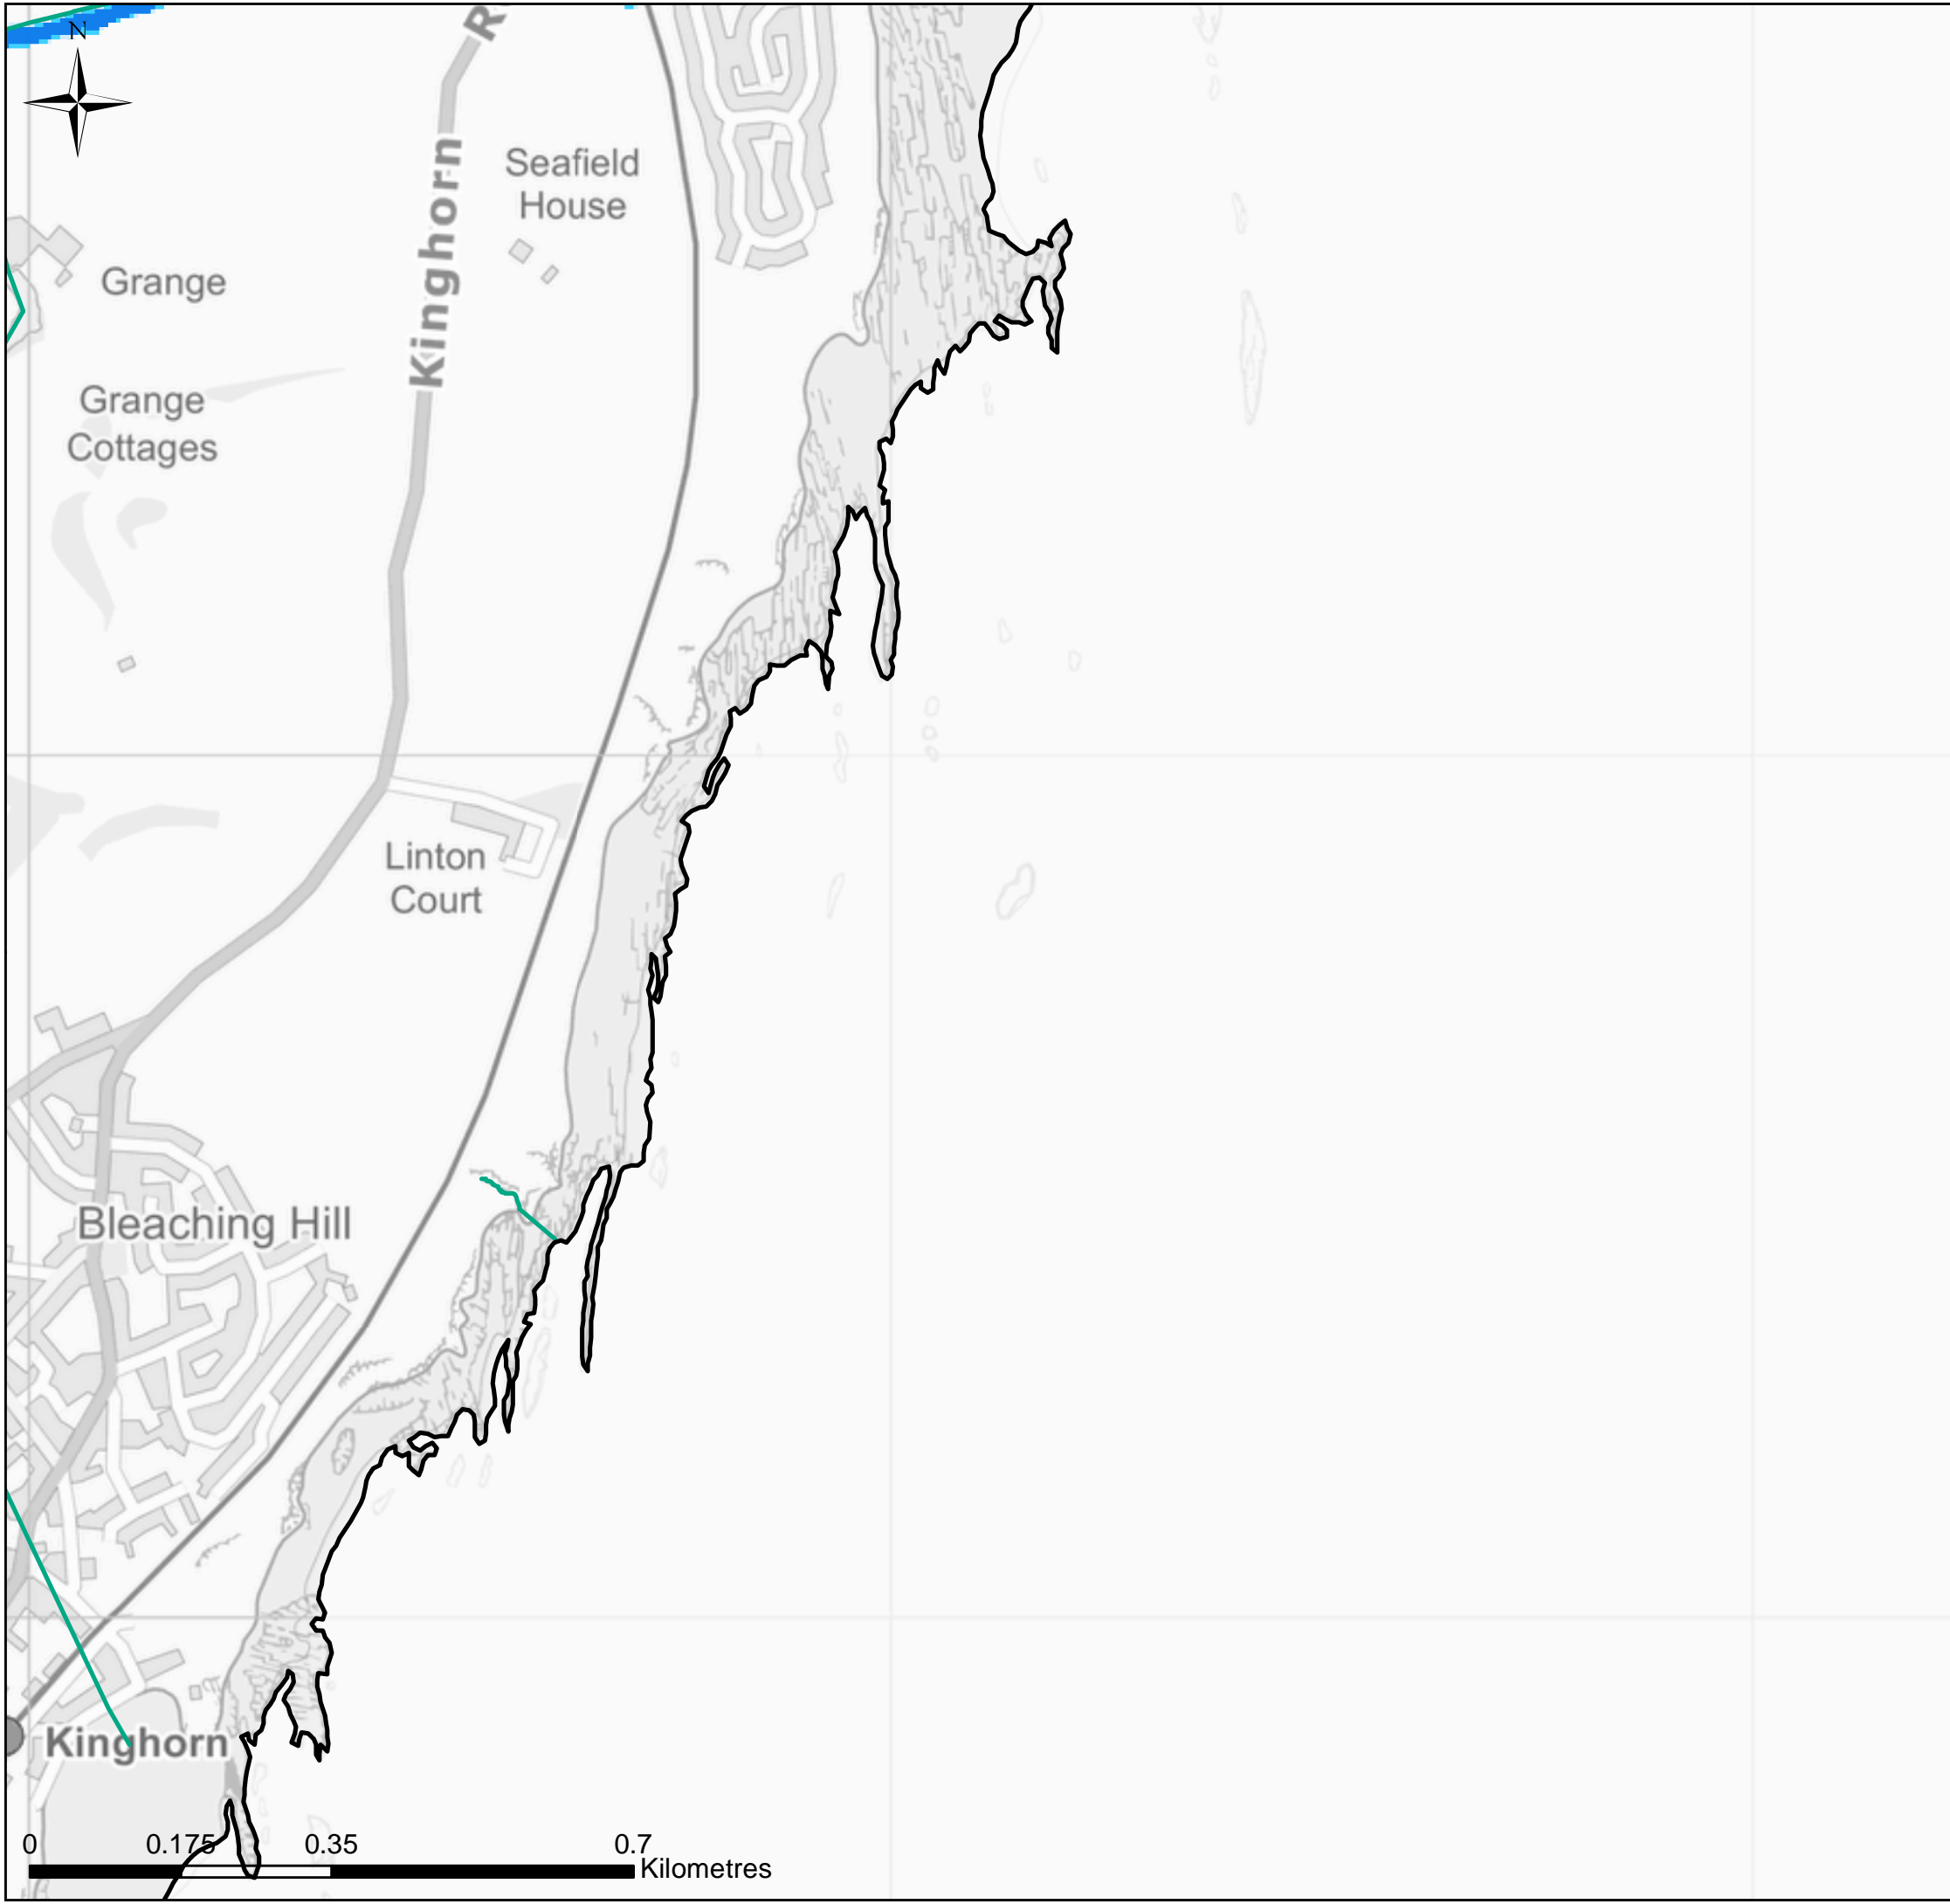 N
R
Kinghorn
Seafield
House
Grange
Grange
Cottages
Linton
Court
Bleaching Hill
Kinghorn
0 0.175 0.35 0.7
Kilometres